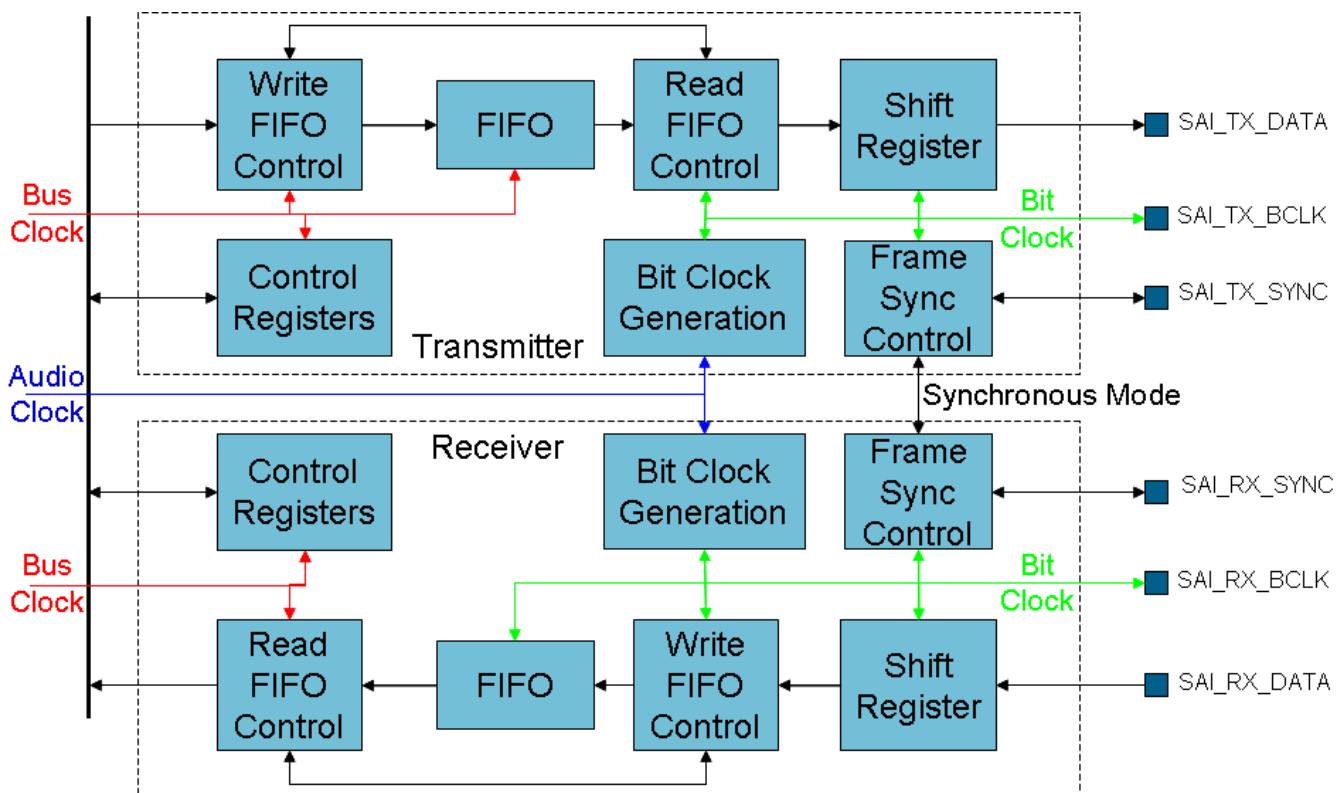 Write
FIFO
Control
FIFO
Read
FIFO
Control
Shift
Register
SAI_TX_DATA
Bus
Clock
Bit
Clock
SAI_TX_BCLK
Control
Registers
Bit Clock
Generation
Frame
Sync
Control
SAI_TX_SYNC
Transmitter
Audio
Clock
Synchronous Mode
Receiver
Control
Registers
Bit Clock
Generation
Frame
Sync
Control
SAI_RX_SYNC
Bus
Clock
Bit
Clock
SAI_RX_BCLK
Read
FIFO
Control
FIFO
Write
FIFO
Control
Shift
Register
SAI_RX_DATA